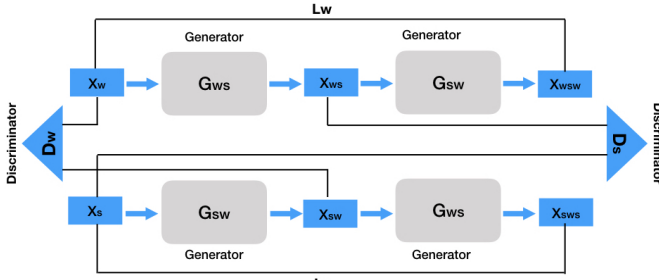 Lw
Generator
Generator
Xw
Gws
Xws
Gsw
Xwsw
Discriminator
Dw
Ds
Discriminator
Xs
Gsw
Xsw
Gws
Xsws
Generator
Generator